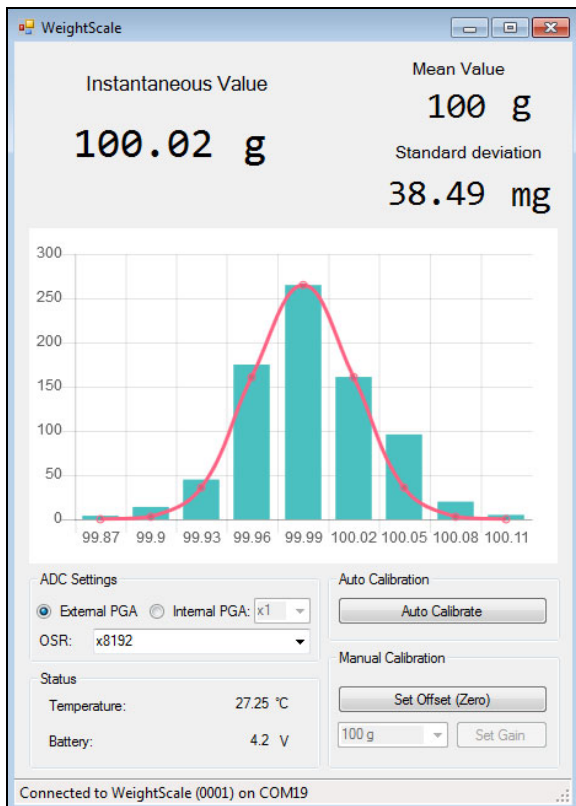 WeightScale
Instantaneous Value
100.02 g
Mean Value
100 g
Standard deviation
38.49 mg
300
250
200
150
100
50
0
99.87 99.9 99.93 99.96 99.99 100.02 100.05 100.08 100.11
ADC Settings
External PGA Internal PGA: x1
OSR: x8192
Status
Temperature: 27.25 °C
Battery: 4.2 V
Auto Calibration
Auto Calibrate
Manual Calibration
Set Offset (Zero)
100 g Set Gain
Connected to WeightScale (0001) on COM19